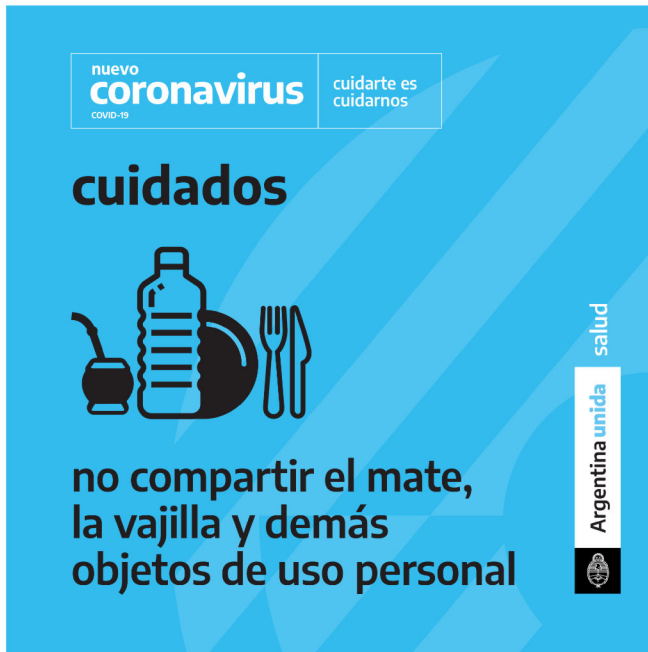 nuevo
coronavirus
COVID-19
cuidarte es
cuidarnos
cuidados
no compartir el mate,
la vajilla y demás
objetos de uso personal
salud
Argentina unida